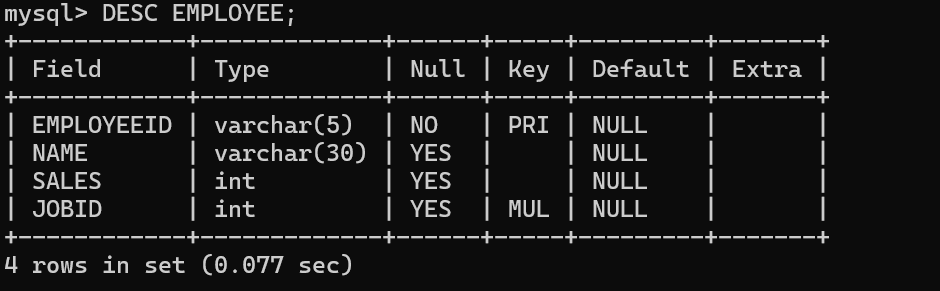 mysql> DESC EMPLOYEE;
+------------+-------------+------+-----+---------+-------+
| Field      | Type        | Null | Key | Default | Extra |
+------------+-------------+------+-----+---------+-------+
| EMPLOYEEID | varchar(5)  | NO   | PRI | NULL    |       |
| NAME       | varchar(30) | YES  |     | NULL    |       |
| SALES      | int         | YES  |     | NULL    |       |
| JOBID      | int         | YES  | MUL | NULL    |       |
+------------+-------------+------+-----+---------+-------+
4 rows in set (0.077 sec)